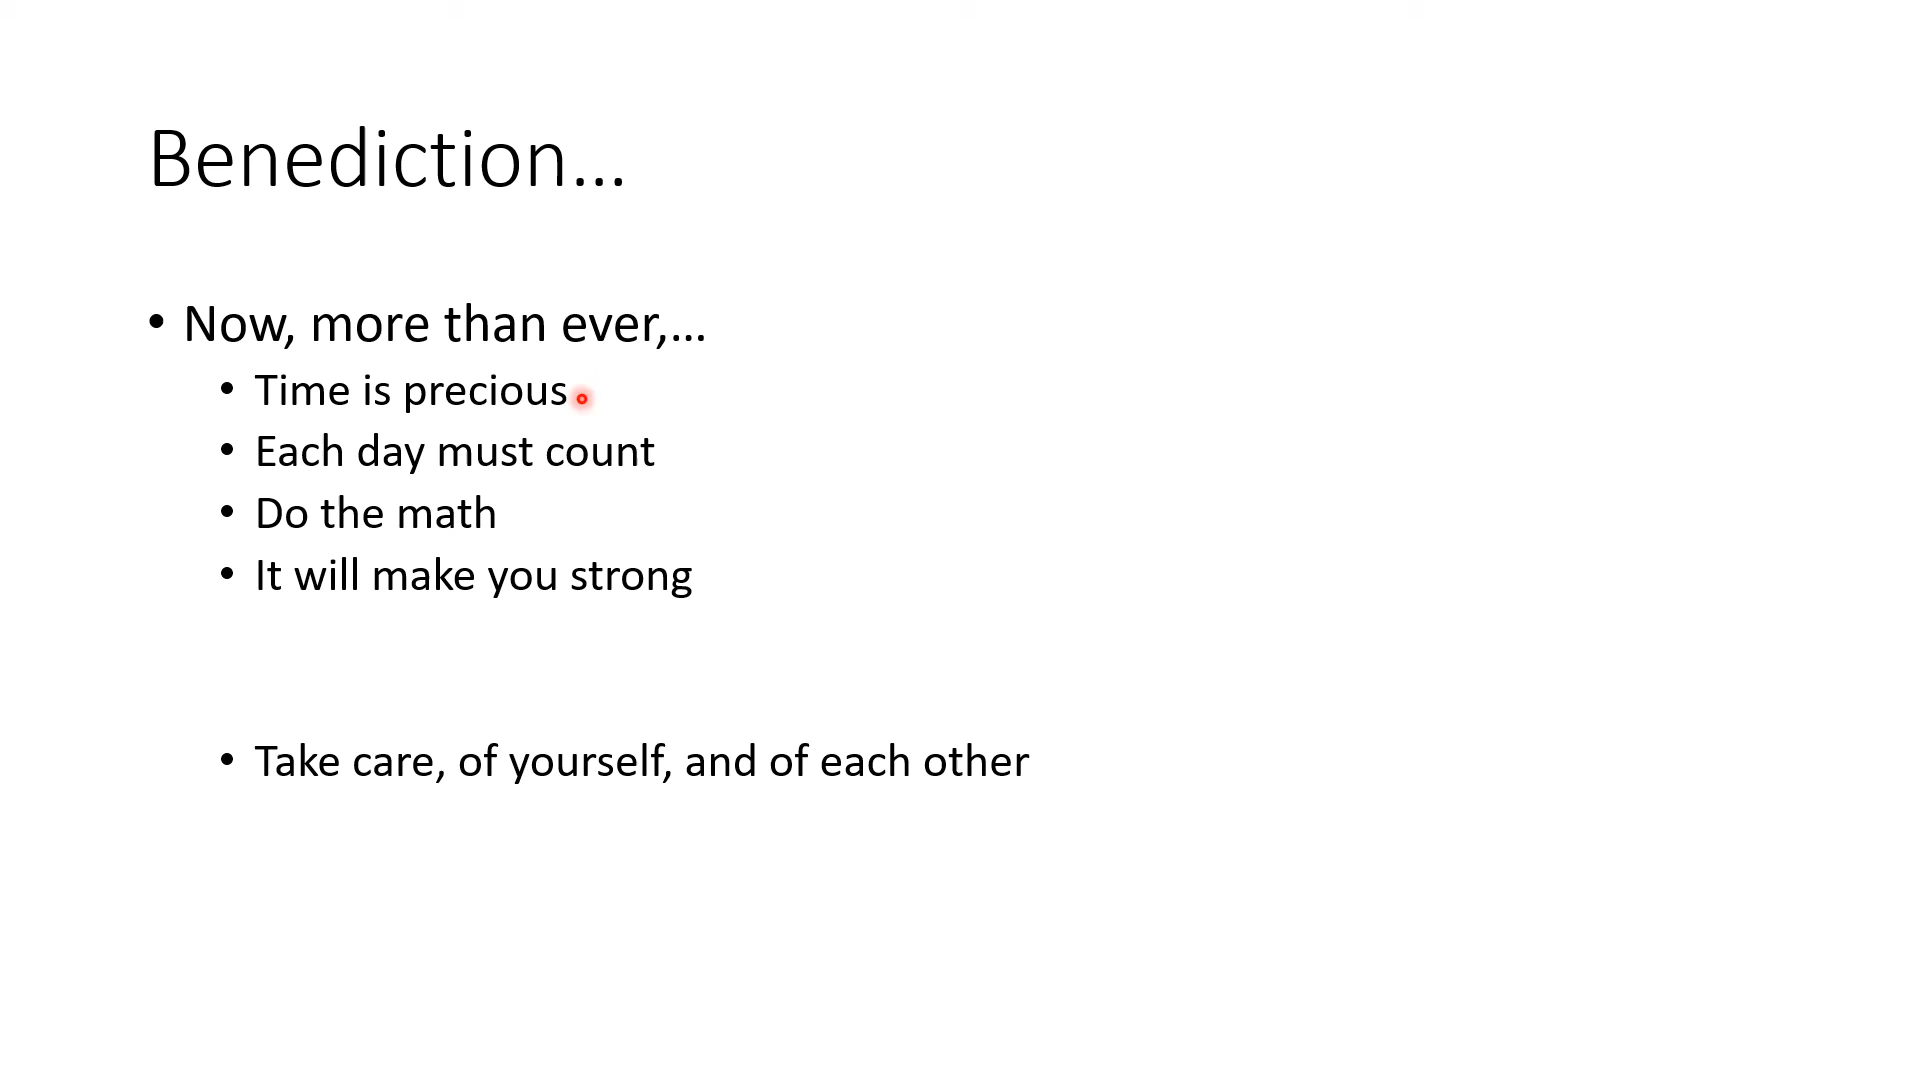 Benediction...
• Now, more than ever,...
• Time is precious
• Each day must count
• Do the math
• It will make you strong
• Take care, of yourself, and of each other